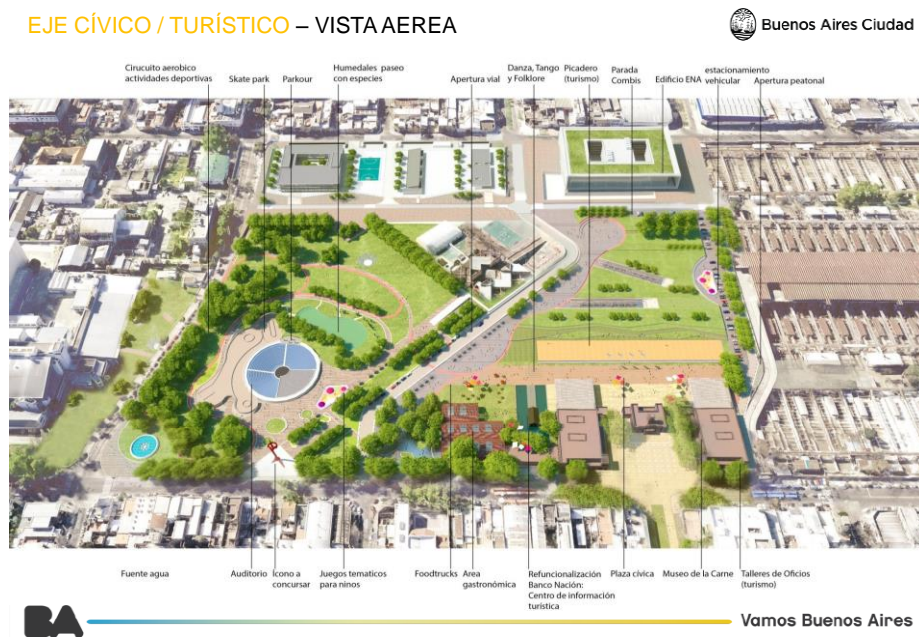 EJE CÍVICO / TURÍSTICO – VISTA AEREA
Buenos Aires Ciudad
Cirucuito aerobico
actividades deportivas
Skate park
Parkour
Humedales paseo
con especies
Apertura vial
Danza, Tango
y Folklore
Picadero
(turismo)
Parada
Combis
Edificio ENA
estacionamiento
vehicular
Apertura peatonal
Fuente agua
Auditorio
Ícono a
concursar
Juegos tematicos
para ninos
Foodtrucks
Area
gastronómica
Refuncionalización
Banco Nación:
Centro de información
turística
Plaza cívica
Museo de la Carne
Talleres de Oficios
(turismo)
BA
Vamos Buenos Aires